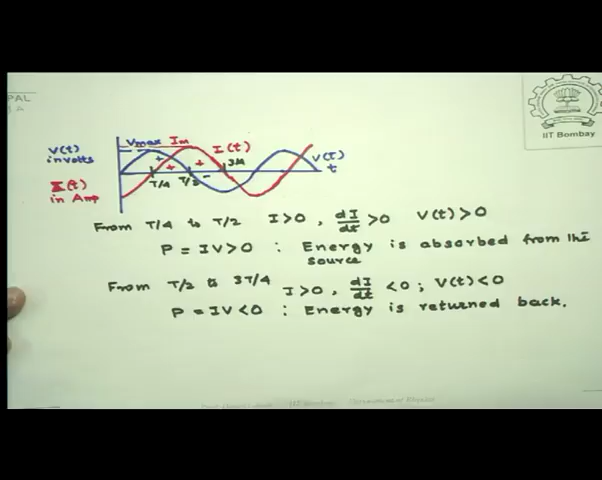 PAL
IIT Bombay
V(t)
in volts
Vmax Im
I(t)
V(t)
t
T/4
T/2
3/4
+
+
+
-
I(t)
in Amp
From T/4 to T/2 I>0 , dI/dt >0 V(t)>0
P = IV>0 : Energy is absorbed from the
source
From T/2 to 3T/4 I>0, dI/dt <0 ; V(t)<0
P = IV<0 : Energy is returned back.